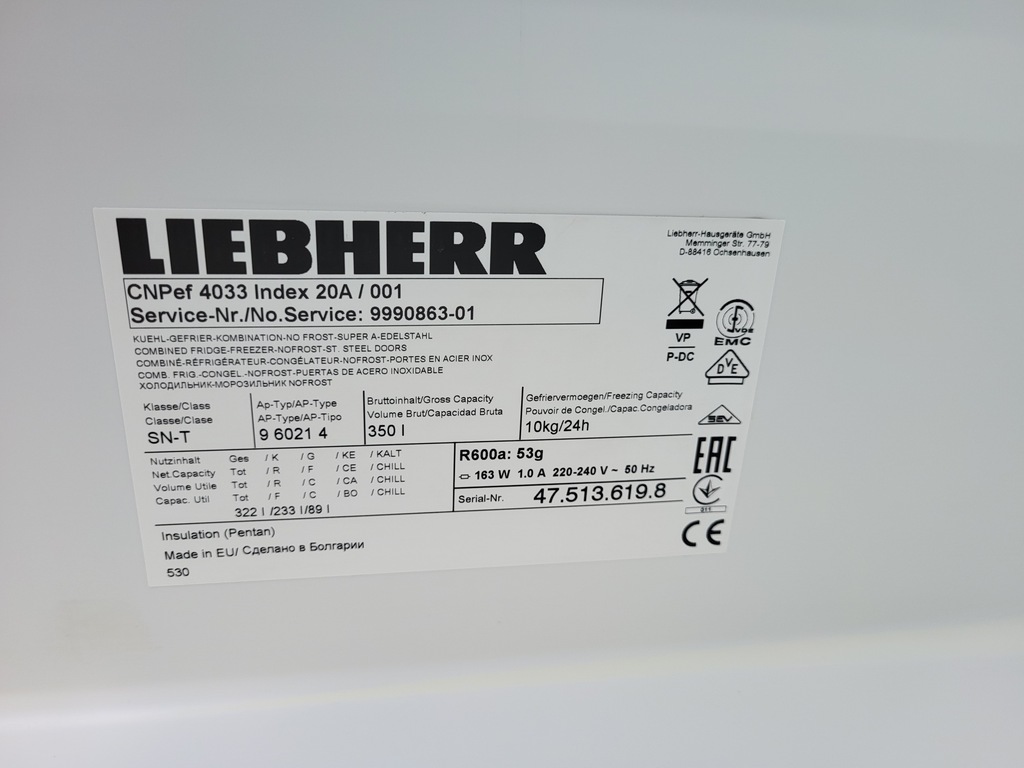 LIEBHERR
Liebherr-Hausgeräte GmbH
Memminger Str. 77-79
D-88416 Ochsenhausen
CNPef 4033 Index 20A / 001
Service-Nr./No.Service: 9990863-01
KUEHL-GEFRIER-KOMBINATION-NO FROST-SUPER A-EDELSTAHL
COMBINED FRIDGE-FREEZER-NOFROST-ST. STEEL DOORS
COMBINÉ-RÉFRIGÉRATEUR-CONGÉLATEUR-NOFROST-PORTES EN ACIER INOX
COMB. FRIG.-CONGEL.-NOFROST-PUERTAS DE ACERO INOXIDABLE
ХОЛОДИЛЬНИК-МОРОЗИЛЬНИК NOFROST
VP
P-DC
VDE
EMC
DVE
SEV
EAC
011
CE
Klasse/Class
Classe/Clase
SN-T
Ap-Typ/AP-Type
AP-Type/AP-Tipo
9 6021 4
Bruttoinhalt/Gross Capacity
Volume Brut/Capacidad Bruta
350 l
Gefriervermoegen/Freezing Capacity
Pouvoir de Congel./Capac.Congeladora
10kg/24h
Nutzinhalt Ges / K / G / KE / KALT
Net.Capacity Tot / R / F / CE / CHILL
Volume Utile Tot / R / C / CA / CHILL
Capac. Util Tot / F / C / BO / CHILL
322 l /233 l /89 l
R600a: 53g
163 W 1.0 A 220-240 V ~ 50 Hz
Serial-Nr. 47.513.619.8
Insulation (Pentan)
Made in EU/ Сделано в Болгарии
530